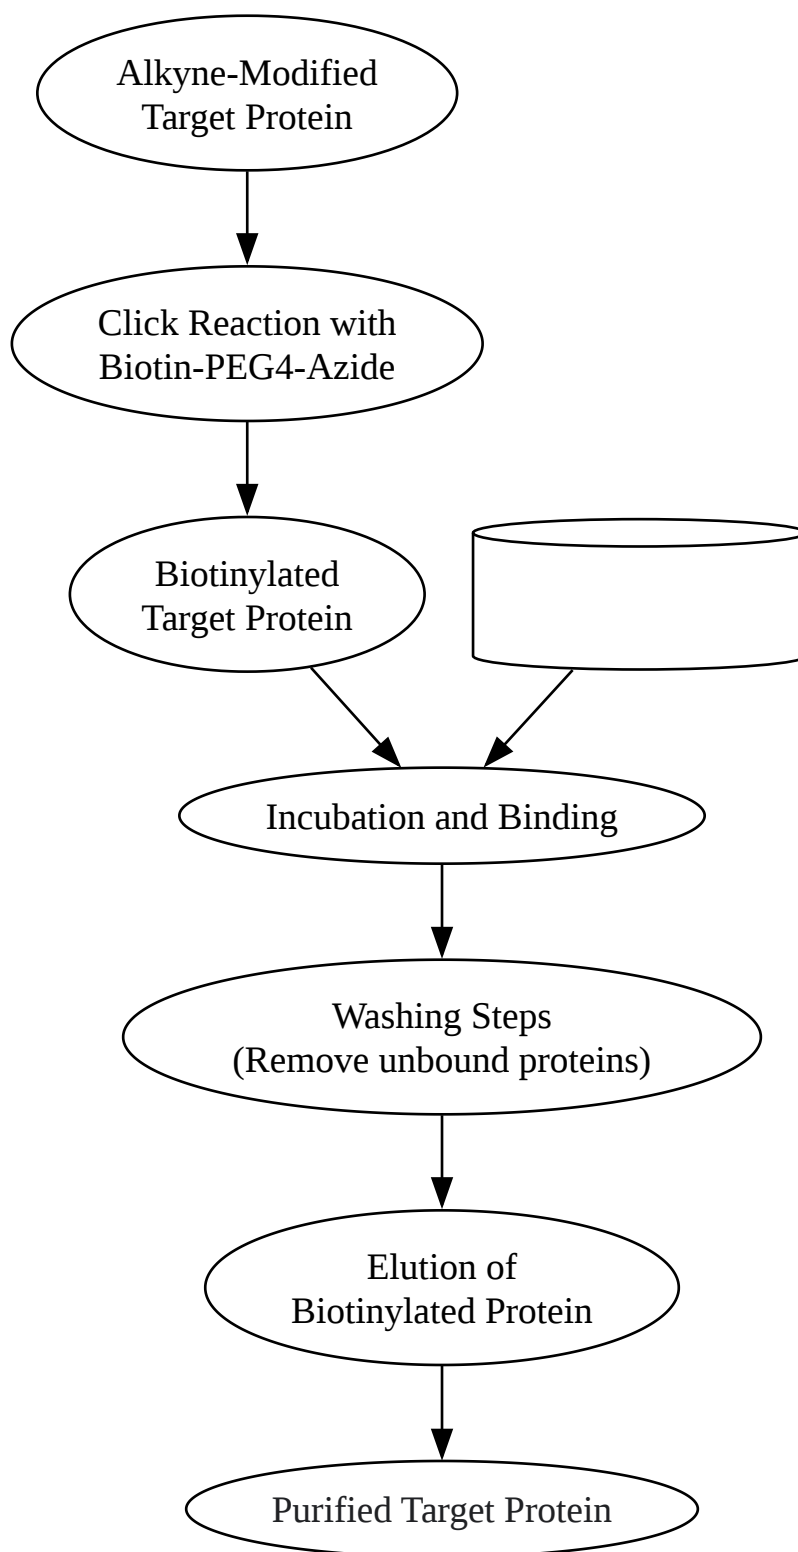 Alkyne-Modified
Target Protein
Click Reaction with
Biotin-PEG4-Azide
Biotinylated
Target Protein
Incubation and Binding
Washing Steps
(Remove unbound proteins)
Elution of
Biotinylated Protein
Purified Target Protein